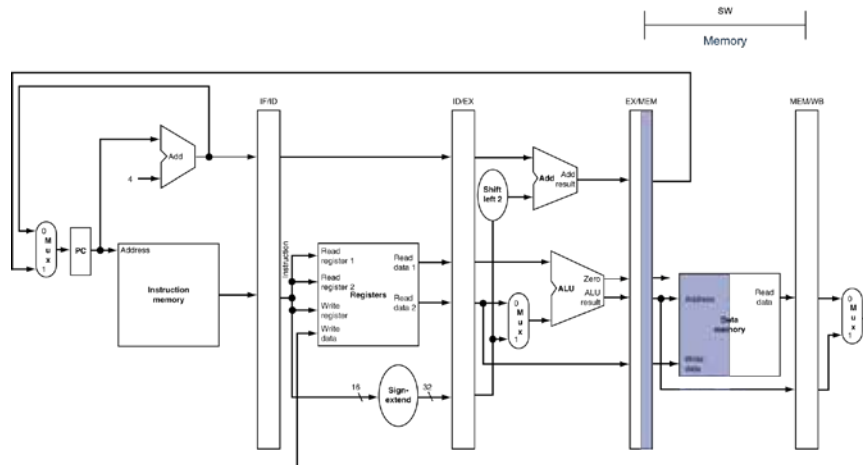 SW
Memory
IF/ID
ID/EX
EX/MEM
MEM/WB
Add
4
Shift
left 2
Add
Add
result
0
M
u
x
1
PC
Address
Instruction
memory
Instruction
Read
register 1
Read
register 2
Write
register
Write
data
Registers
Read
data 1
Read
data 2
0
M
u
x
1
Zero
ALU
ALU
result
Address
Read
data
Data
memory
Write
data
0
M
u
x
1
16
Sign-
extend
32